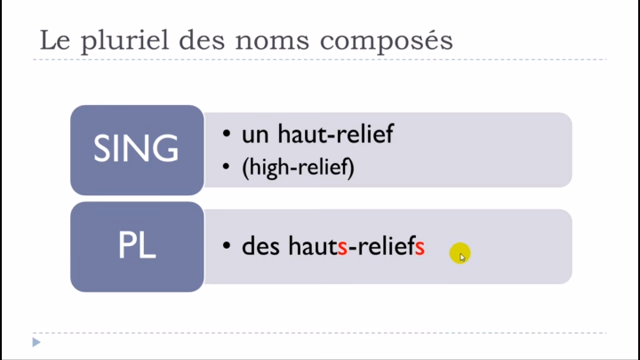 Le pluriel des noms composés
SING
• un haut-relief
• (high-relief)
PL
• des hauts-reliefs